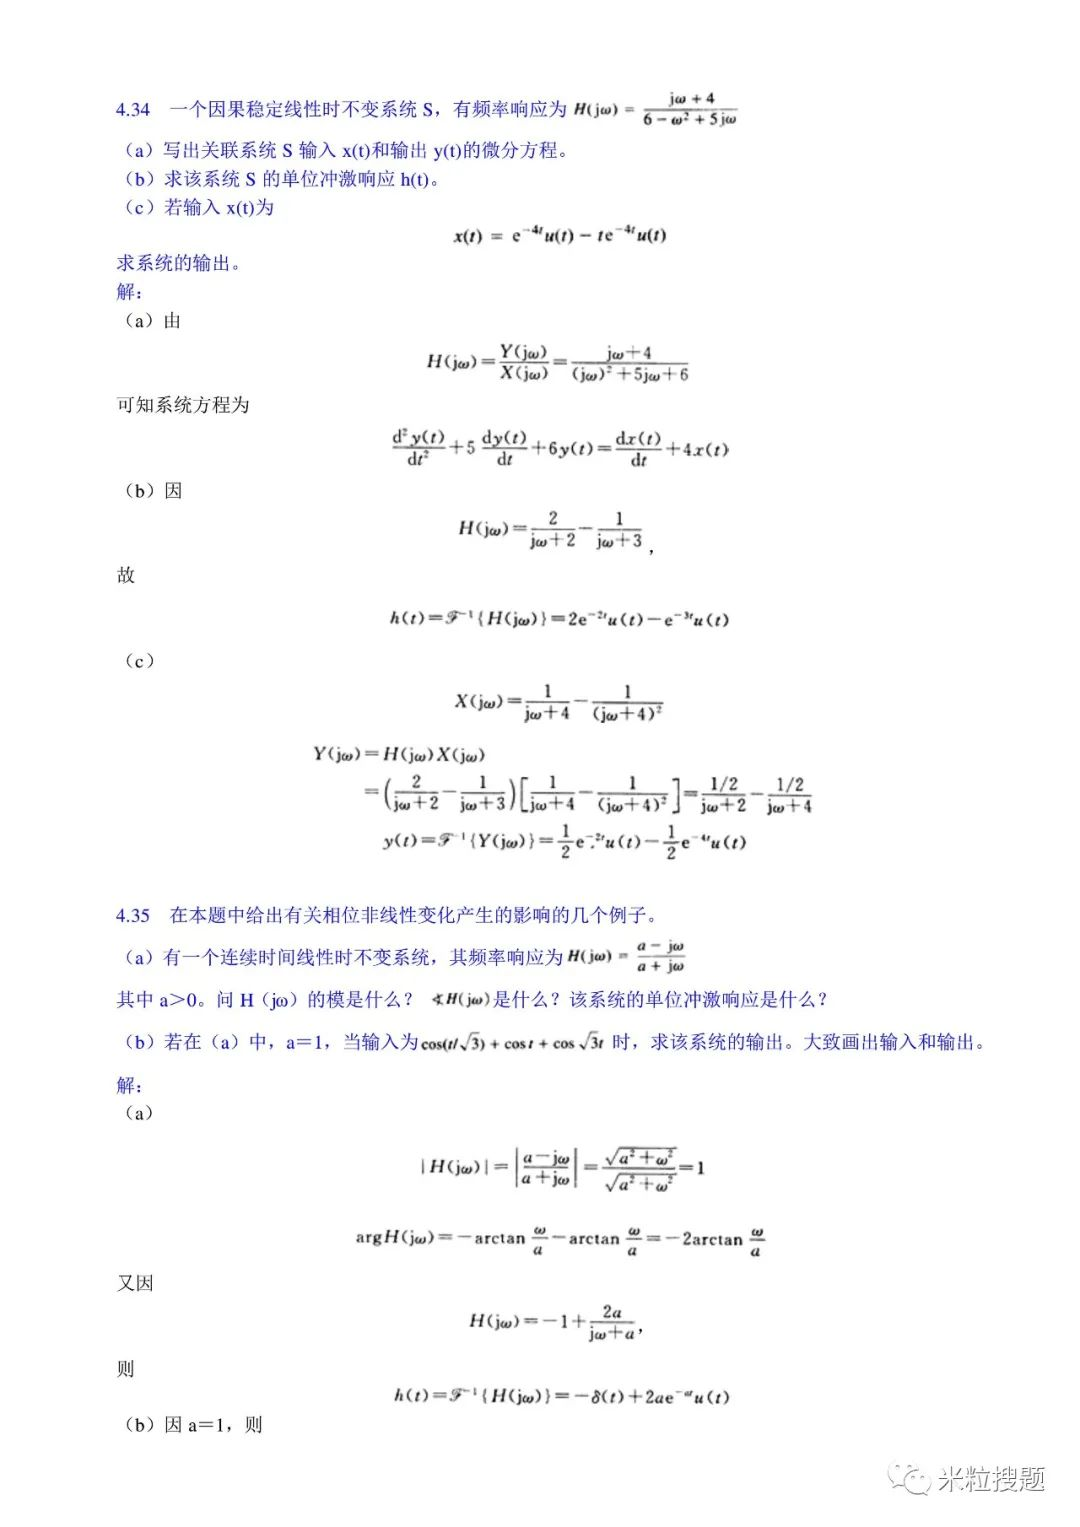 4.34 一个因果稳定线性时不变系统 S，有频率响应为 H(jω) = (jω + 4)/(6 − ω² + 5jω)
（a）写出关联系统 S 输入 x(t)和输出 y(t)的微分方程。
（b）求该系统 S 的单位冲激响应 h(t)。
（c）若输入 x(t)为
x(t) = e⁻⁴ᵗu(t) − te⁻⁴ᵗu(t)
求系统的输出。
解：
（a）由
H(jω)=Y(jω)/X(jω)=(jω+4)/((jω)²+5jω+6)
可知系统方程为
d²y(t)/dt²+5 dy(t)/dt+6y(t)=dx(t)/dt+4x(t)
（b）因
H(jω)=2/(jω+2)−1/(jω+3)，
故
h(t)=ℱ⁻¹{H(jω)}=2e⁻²ᵗu(t)−e⁻³ᵗu(t)
（c）
X(jω)=1/(jω+4)−1/(jω+4)²
Y(jω)=H(jω)X(jω)
=(2/(jω+2)−1/(jω+3))[1/(jω+4)−1/(jω+4)²]=(1/2)/(jω+2)−(1/2)/(jω+4)
y(t)=ℱ⁻¹{Y(jω)}=1/2 e⁻²ᵗu(t)−1/2 e⁻⁴ᵗu(t)
4.35 在本题中给出有关相位非线性变化产生的影响的几个例子。
（a）有一个连续时间线性时不变系统，其频率响应为 H(jω) = (a − jω)/(a + jω)
其中 a＞0。问 H（jω）的模是什么？ ∢H(jω)是什么？该系统的单位冲激响应是什么？
（b）若在（a）中，a＝1，当输入为cos(t/√3) + cos t + cos √3t 时，求该系统的输出。大致画出输入和输出。
解：
（a）
|H(jω)|=|(a−jω)/(a+jω)|=√(a²+ω²)/√(a²+ω²)=1
argH(jω)=−arctan ω/a−arctan ω/a=−2arctan ω/a
又因
H(jω)=−1+2a/(jω+a)，
则
h(t)=ℱ⁻¹{H(jω)}=−δ(t)+2ae⁻ᵃᵗu(t)
（b）因 a＝1，则
米粒搜题